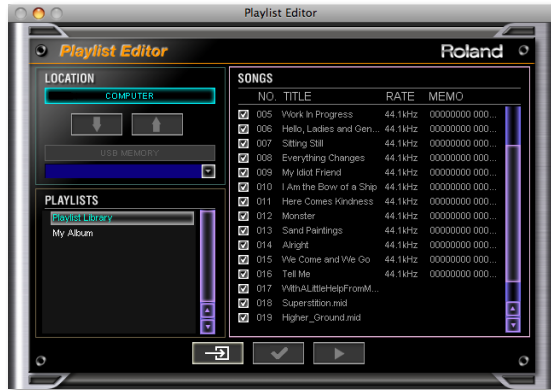 Playlist Editor
Playlist Editor
Roland
LOCATION
COMPUTER
USB MEMORY
PLAYLISTS
Playlist Library
My Album
SONGS
NO. TITLE RATE MEMO
005 Work In Progress 44.1kHz 00000000 000...
006 Hello, Ladies and Gen... 44.1kHz 00000000 000...
007 Sitting Still 44.1kHz 00000000 000...
008 Everything Changes 44.1kHz 00000000 000...
009 My Idiot Friend 44.1kHz 00000000 000...
010 I Am the Bow of a Ship 44.1kHz 00000000 000...
011 Here Comes Kindness 44.1kHz 00000000 000...
012 Monster 44.1kHz 00000000 000...
013 Sand Paintings 44.1kHz 00000000 000...
014 Alright 44.1kHz 00000000 000...
015 We Come and We Go 44.1kHz 00000000 000...
016 Tell Me 44.1kHz 00000000 000...
017 WithALittleHelpFromM...
018 Superstition.mid
019 Higher_Ground.mid